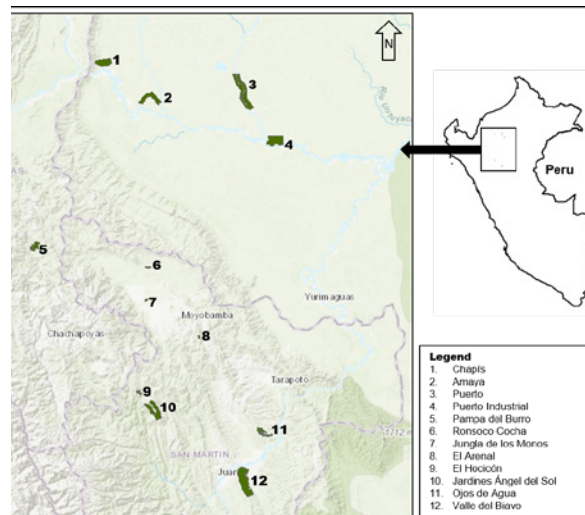 N
1
2
3
Rio
4
Peru
5
6
Yurimaguas
7
Moyobamba
Chachapoyas
8
Tarapoto
9
10
11
1712 m
SAN MARTIN
Juan
12
Legend
1. Chapis
2. Amaya
3. Puerto
4. Puerto Industrial
5. Pampa del Burro
6. Ronsoco Cocha
7. Jungla de los Monos
8. El Arenal
9. El Hocicón
10. Jardines Ángel del Sol
11. Ojos de Agua
12. Valle del Biavo